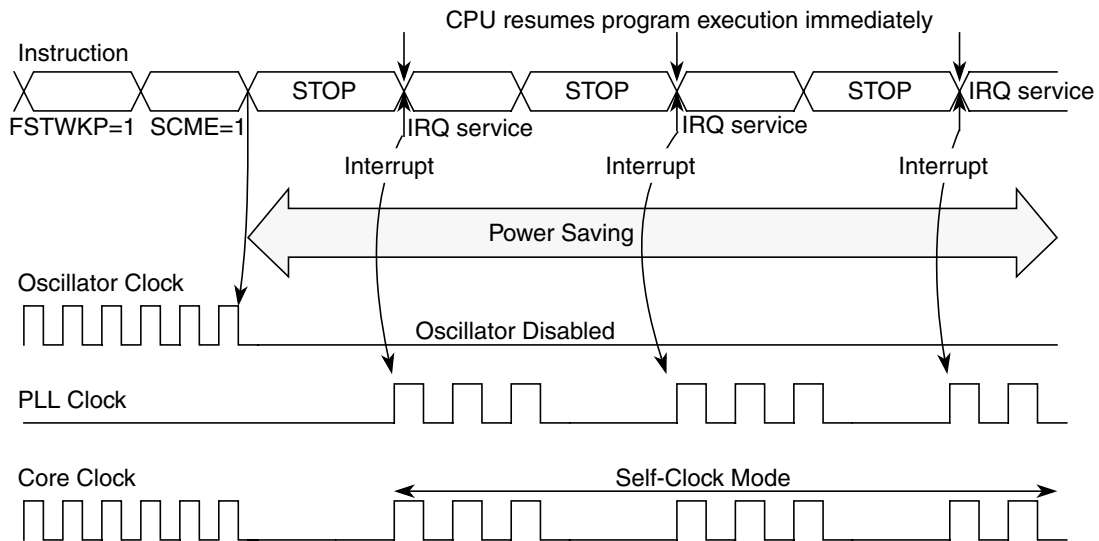 CPU resumes program execution immediately
Instruction
STOP
STOP
STOP
IRQ service
FSTWKP=1
SCME=1
IRQ service
IRQ service
Interrupt
Interrupt
Interrupt
Power Saving
Oscillator Clock
Oscillator Disabled
PLL Clock
Core Clock
Self-Clock Mode